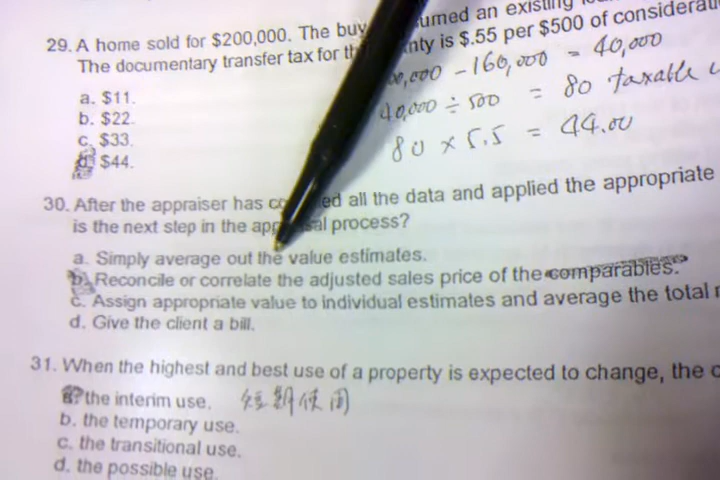 29. A home sold for $200,000. The buy umed an existing
The documentary transfer tax for th nty is $.55 per $500 of considerati
00,000 - 160,000 = 40,000
40,000 ÷ 500 = 80 taxable
80 x 5.5 = 44.00
a. $11.
b. $22.
c. $33.
d. $44.
30. After the appraiser has co ed all the data and applied the appropriate
is the next step in the app sal process?
a. Simply average out the value estimates.
b. Reconcile or correlate the adjusted sales price of the comparables.
c. Assign appropriate value to individual estimates and average the total r
d. Give the client a bill.
31. When the highest and best use of a property is expected to change, the c
a. the interim use. 短期使用
b. the temporary use.
c. the transitional use.
d. the possible use.